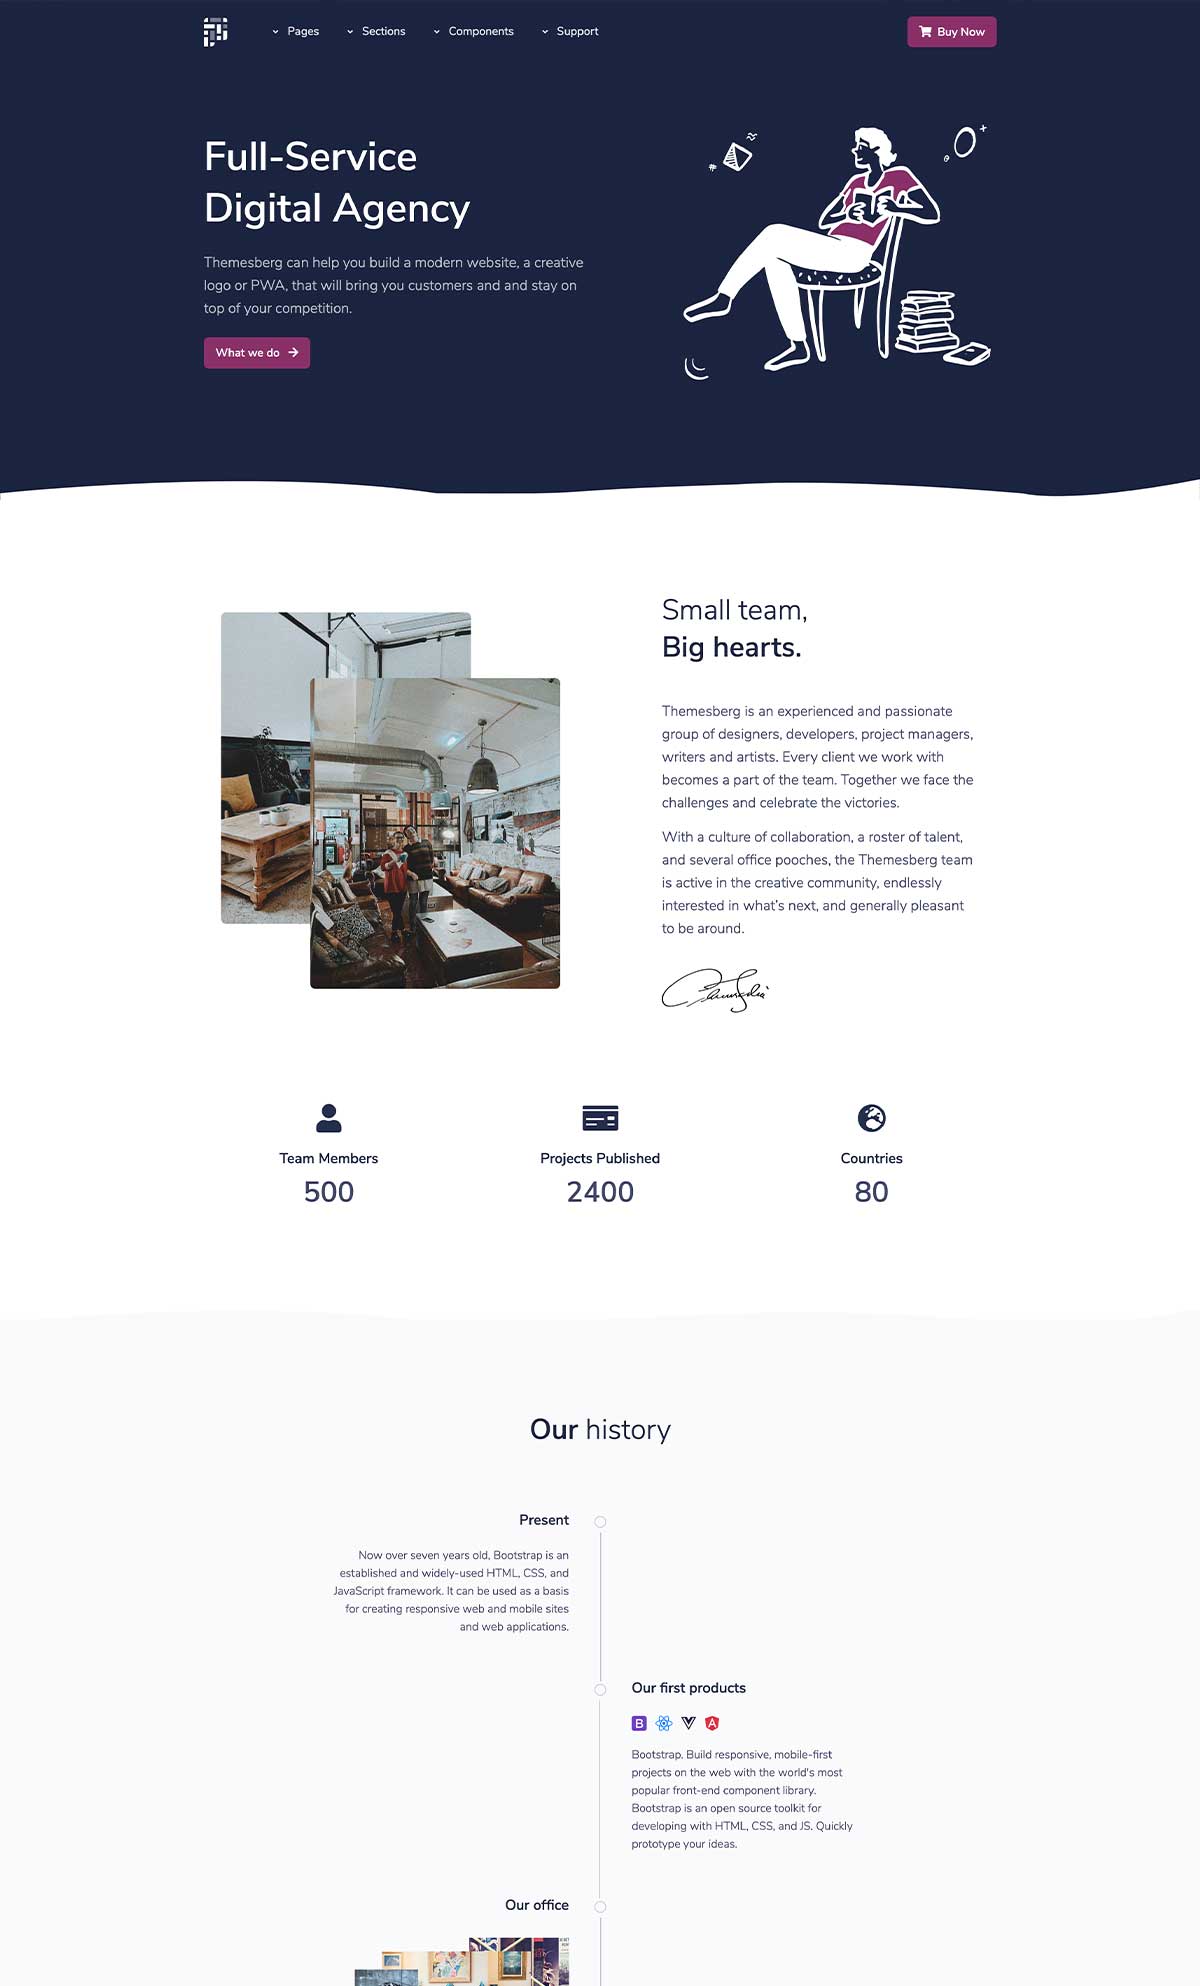 Pages
Sections
Components
Support
Buy Now
Full-Service
Digital Agency
Themesberg can help you build a modern website, a creative
logo or PWA, that will bring you customers and and stay on
top of your competition.
What we do
Small team,
Big hearts.
Themesberg is an experienced and passionate
group of designers, developers, project managers,
writers and artists. Every client we work with
becomes a part of the team. Together we face the
challenges and celebrate the victories.
With a culture of collaboration, a roster of talent,
and several office pooches, the Themesberg team
is active in the creative community, endlessly
interested in what's next, and generally pleasant
to be around.
Team Members
500
Projects Published
2400
Countries
80
Our history
Present
Now over seven years old, Bootstrap is an
established and widely-used HTML, CSS, and
JavaScript framework. It can be used as a basis
for creating responsive web and mobile sites
and web applications.
Our first products
B
A
Bootstrap. Build responsive, mobile-first
projects on the web with the world's most
popular front-end component library.
Bootstrap is an open source toolkit for
developing with HTML, CSS, and JS. Quickly
prototype your ideas.
Our office